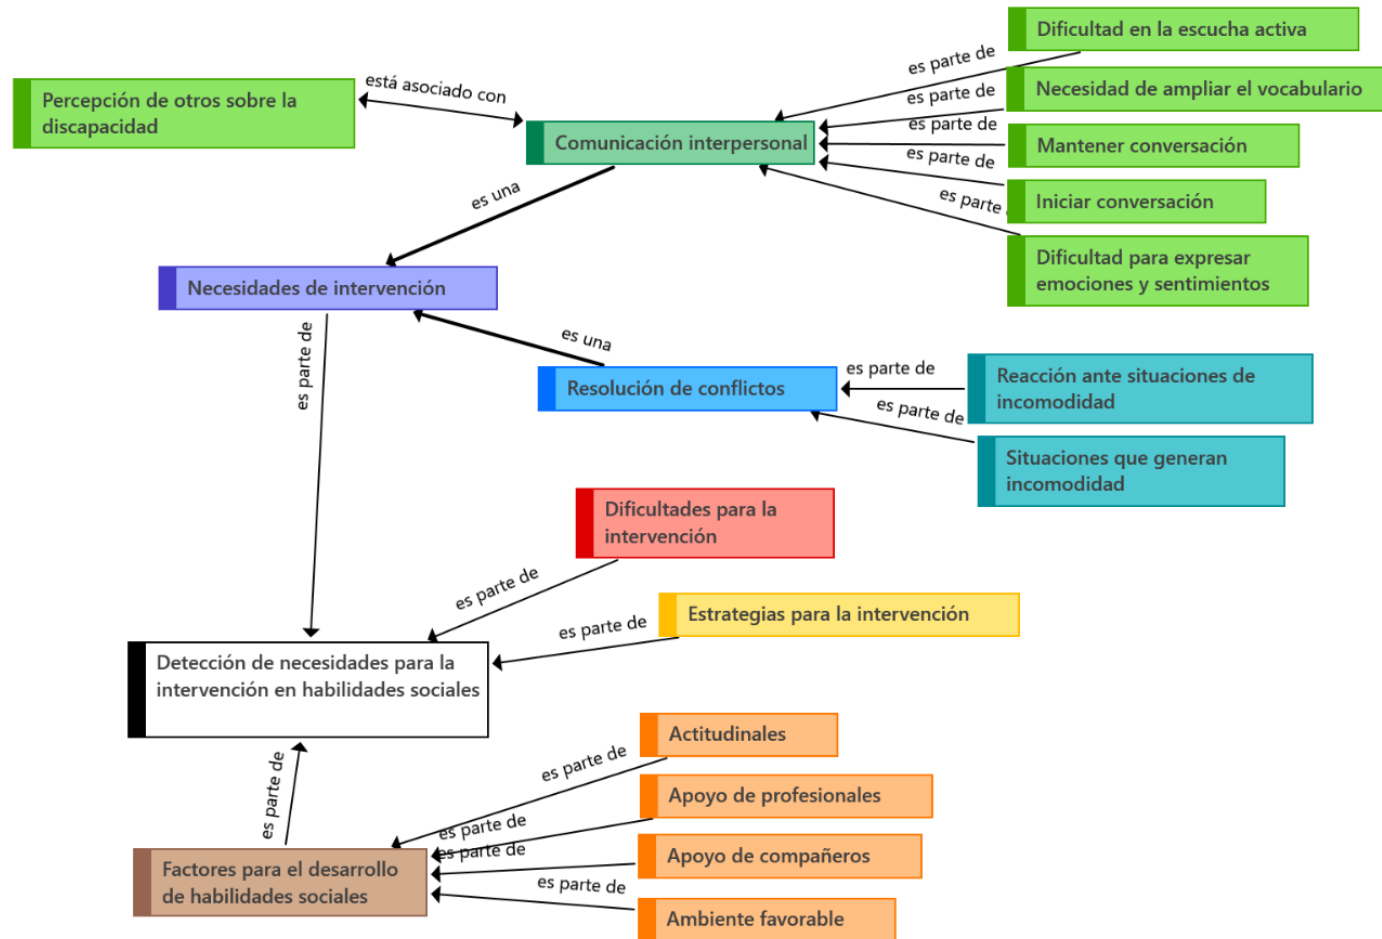 Dificultad en la escucha activa
es parte de
Percepción de otros sobre la
discapacidad
está asociado con
Necesidad de ampliar el vocabulario
es parte de
Comunicación interpersonal
es parte de
Mantener conversación
es parte de
Iniciar conversación
es una
es parte
Dificultad para expresar
emociones y sentimientos
Necesidades de intervención
es parte de
es una
Resolución de conflictos
es parte de
Reacción ante situaciones de
incomodidad
es parte de
Situaciones que generan
incomodidad
Dificultades para la
intervención
es parte de
Estrategias para la intervención
es parte de
Detección de necesidades para la
intervención en habilidades sociales
Actitudinales
es parte de
es parte de
Apoyo de profesionales
es parte de
es parte de
Apoyo de compañeros
Factores para el desarrollo
de habilidades sociales
es parte de
Ambiente favorable